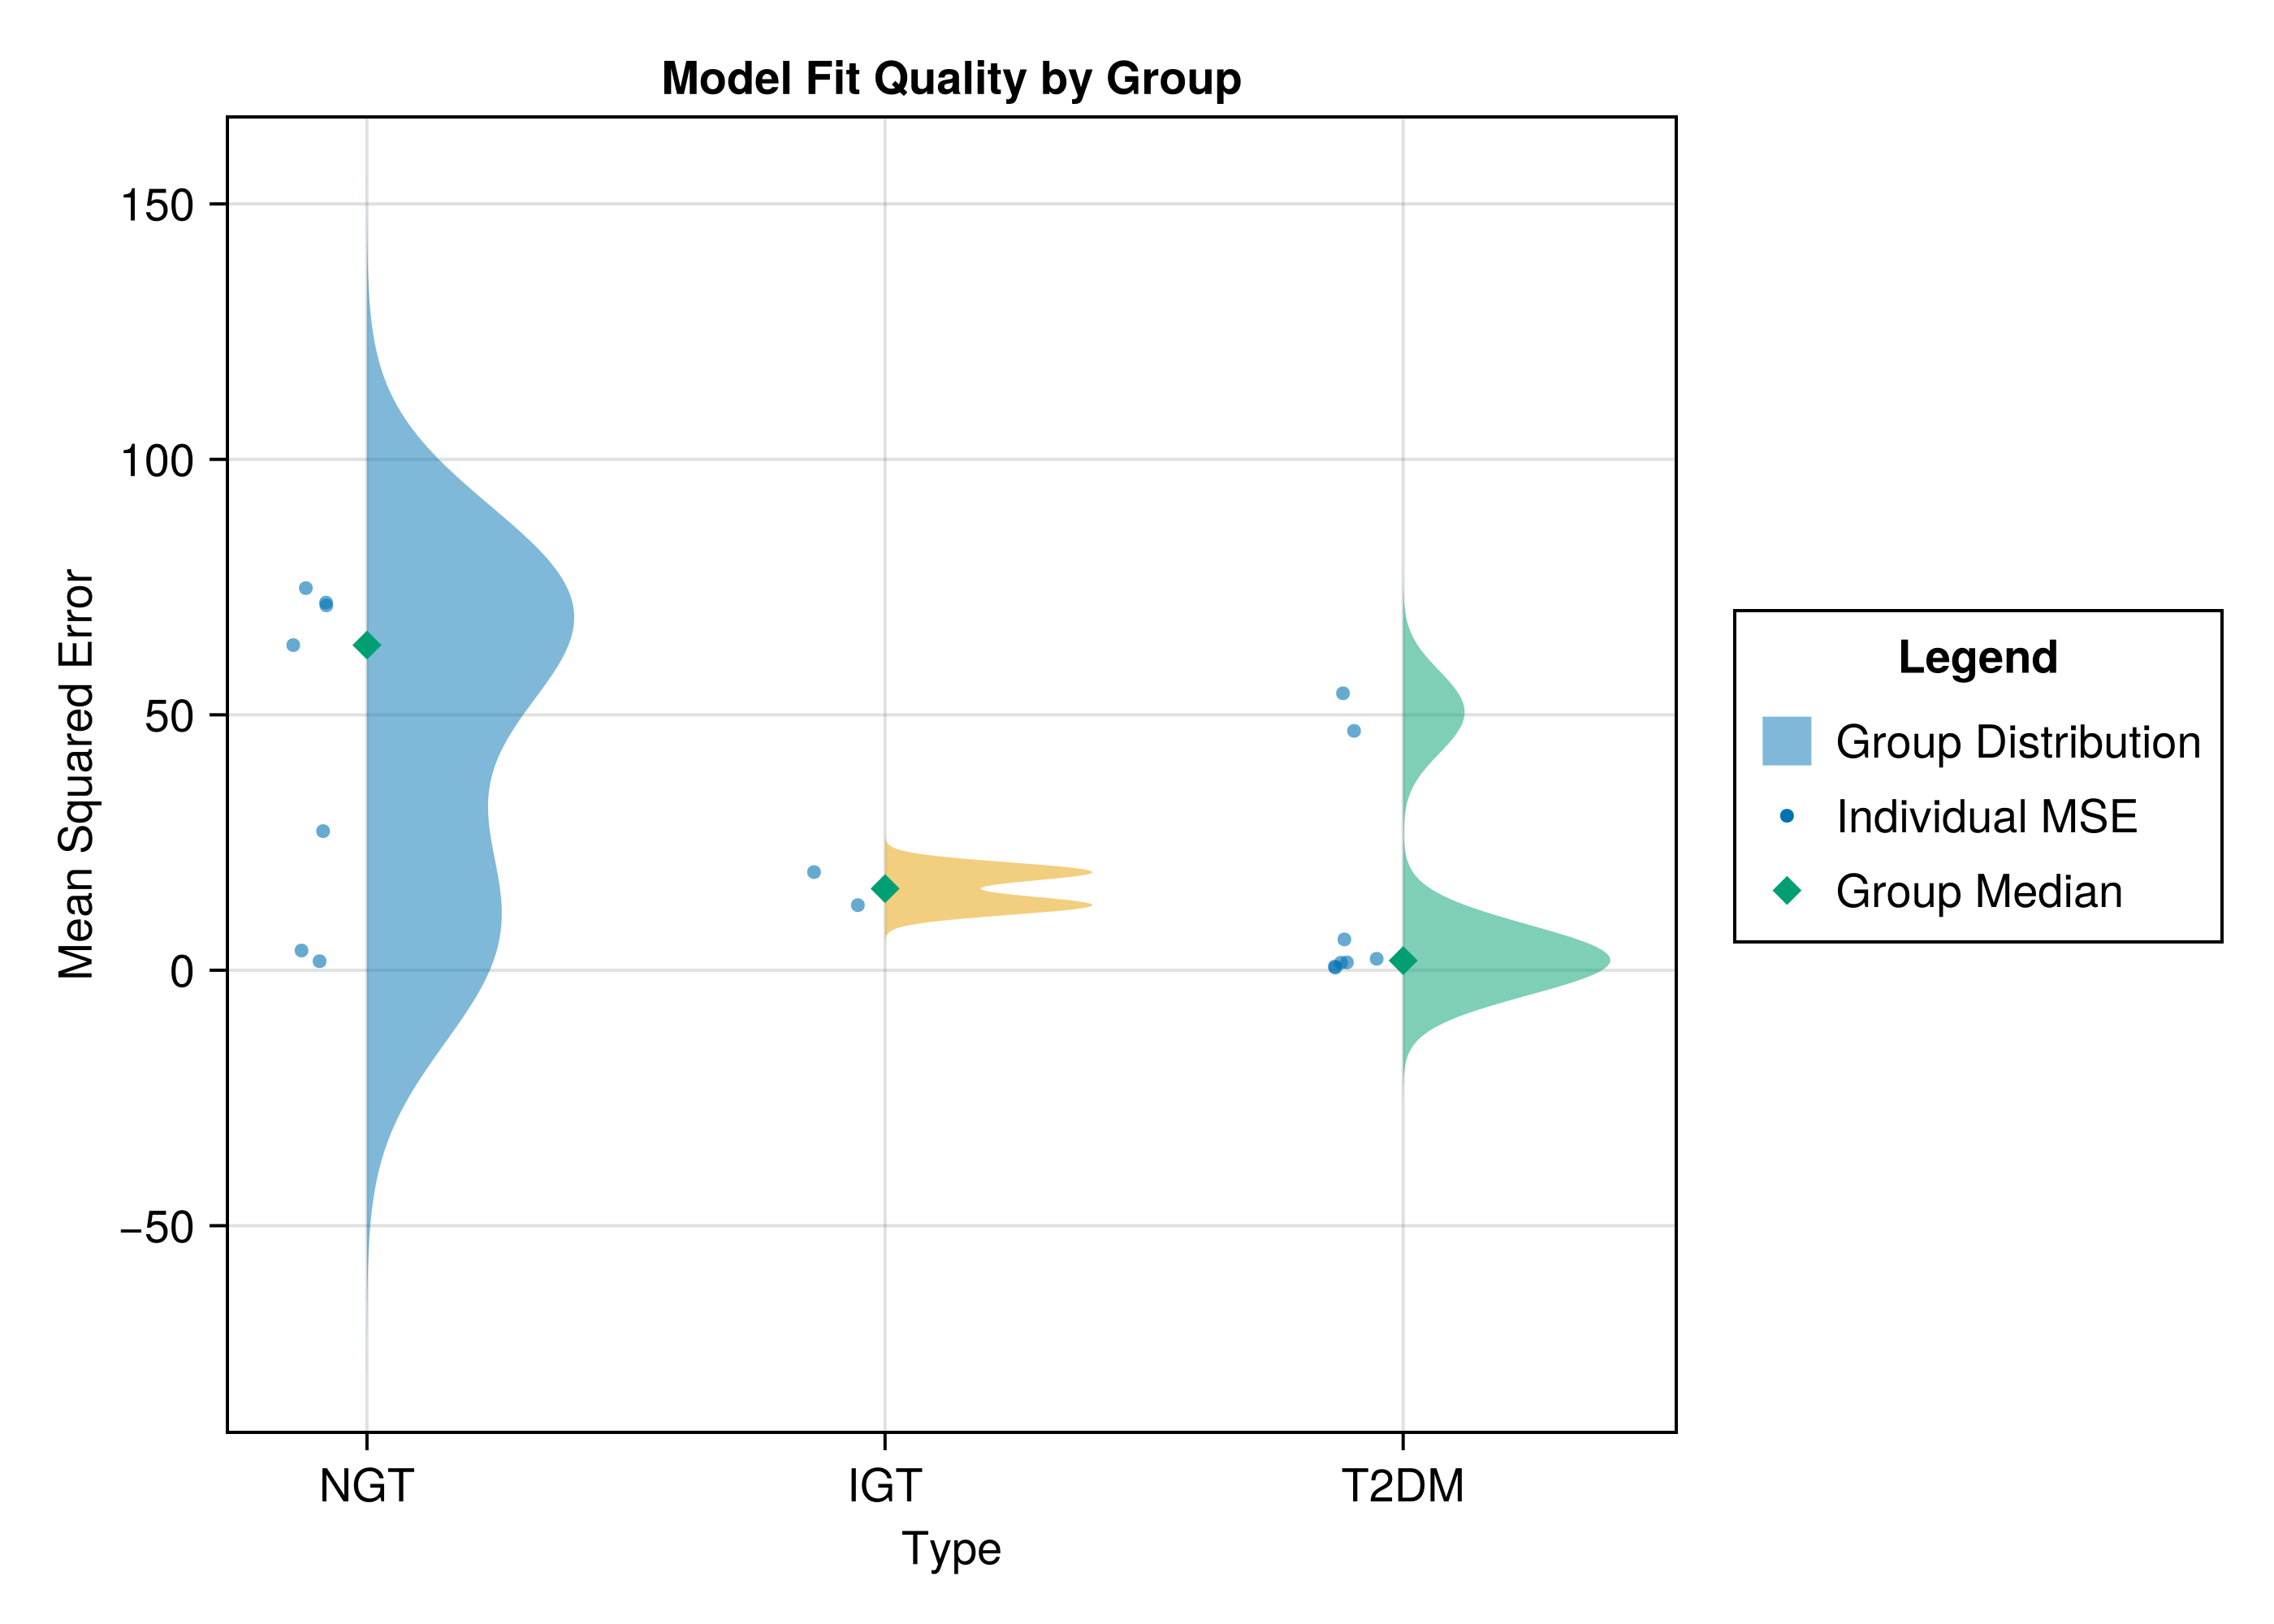 Model Fit Quality by Group
Mean Squared Error
150
100
50
0
−50
NGT
IGT
T2DM
Type
Legend
Group Distribution
Individual MSE
Group Median